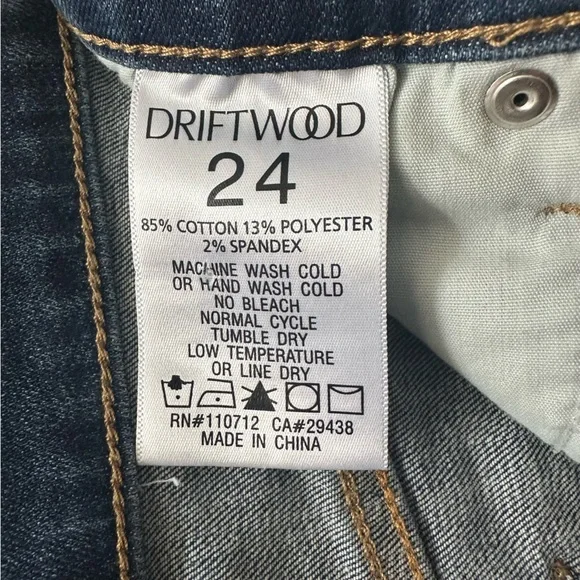 DRIFTWOOD
24
85% COTTON 13% POLYESTER
2% SPANDEX
MACHINE WASH COLD
OR HAND WASH COLD
NO BLEACH
NORMAL CYCLE
TUMBLE DRY
LOW TEMPERATURE
OR LINE DRY
RN#110712 CA#29438
MADE IN CHINA